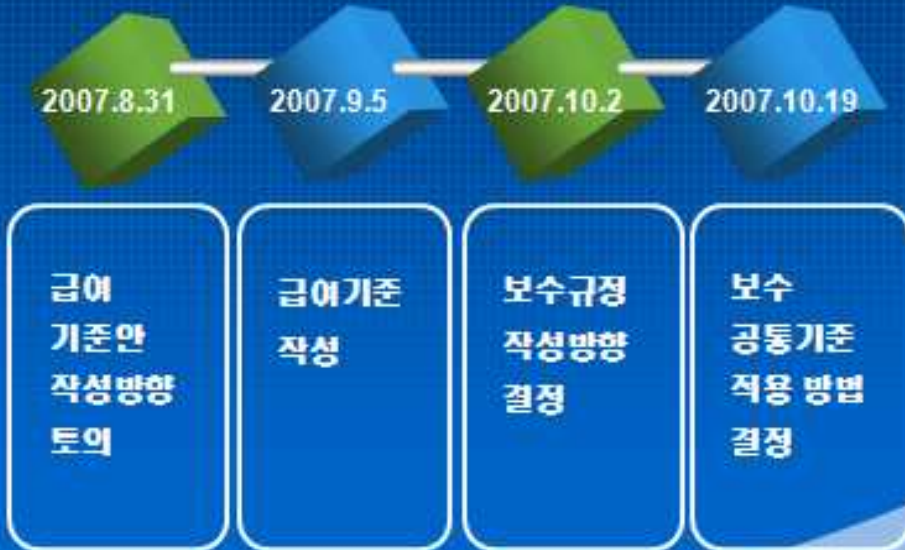 2007.8.31
2007.9.5
2007.10.2
2007.10.19
급여
기준안
작성방향
토의
급여기준
작성
보수규정
작성방향
결정
보수
공통기준
적용 방법
결정